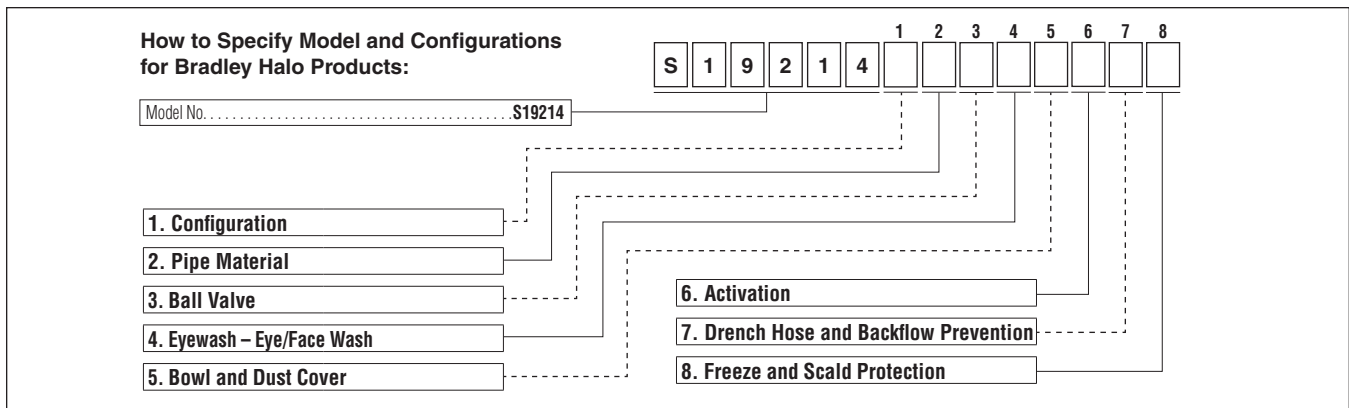 How to Specify Model and Configurations
for Bradley Halo Products:
1 2 3 4 5 6 7 8
S 1 9 2 1 4
Model No. . . . . . . . . . . . . . . . . . . . . . . . . . . . . . . . . . . . . . . . . . S19214
1. Configuration
2. Pipe Material
3. Ball Valve
4. Eyewash – Eye/Face Wash
5. Bowl and Dust Cover
6. Activation
7. Drench Hose and Backflow Prevention
8. Freeze and Scald Protection